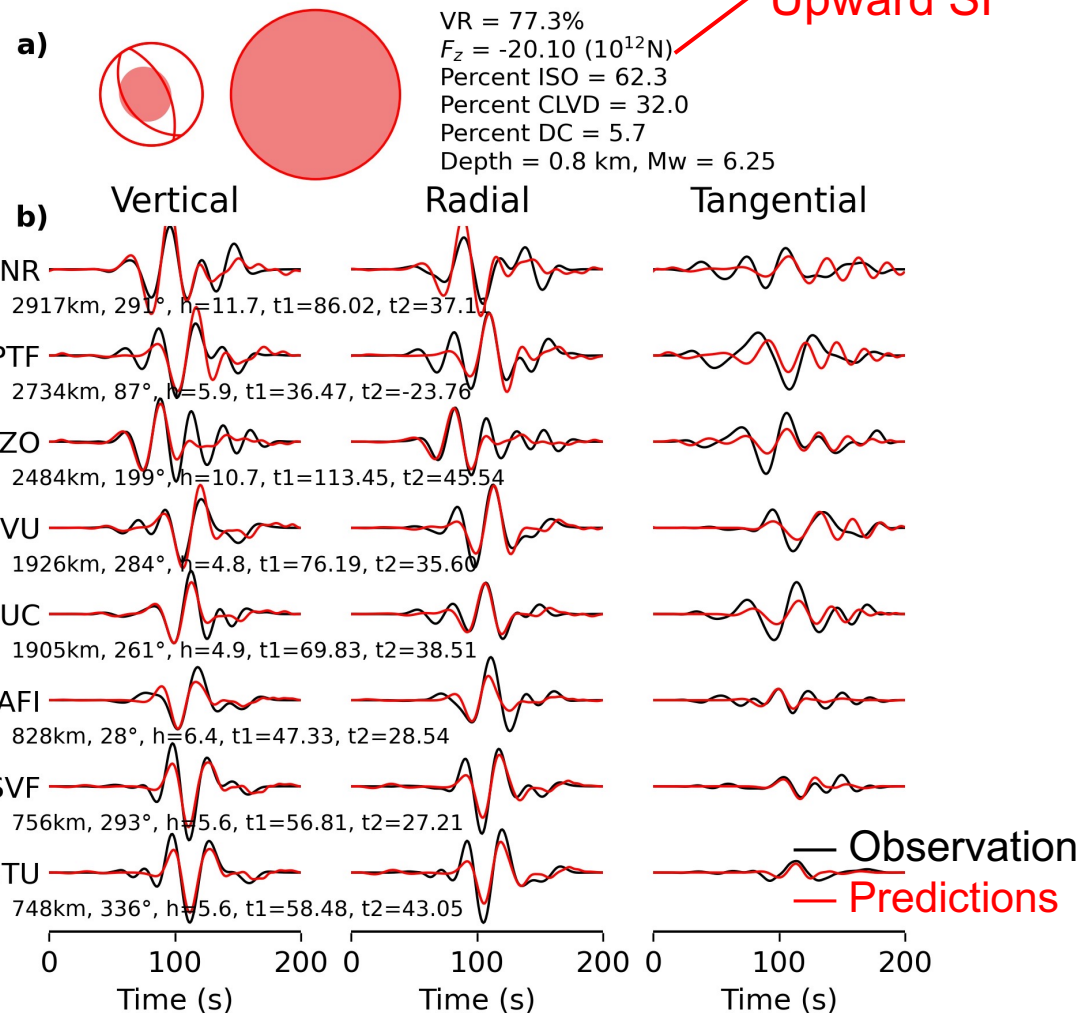 Upward SF
a)
VR = 77.3%
F_z = -20.10 (10^12N)
Percent ISO = 62.3
Percent CLVD = 32.0
Percent DC = 5.7
Depth = 0.8 km, Mw = 6.25
b)
Vertical Radial Tangential
NR
2917km, 291°, h=11.7, t1=86.02, t2=37.11
PTF
2734km, 87°, h=5.9, t1=36.47, t2=-23.76
ZO
2484km, 199°, h=10.7, t1=113.45, t2=45.54
VU
1926km, 284°, h=4.8, t1=76.19, t2=35.60
UC
1905km, 261°, h=4.9, t1=69.83, t2=38.51
AFI
828km, 28°, h=6.4, t1=47.33, t2=28.54
SVF
756km, 293°, h=5.6, t1=56.81, t2=27.21
TU
748km, 336°, h=5.6, t1=58.48, t2=43.05
Observation
Predictions
0 100 200 0 100 200 0 100 200
Time (s) Time (s) Time (s)